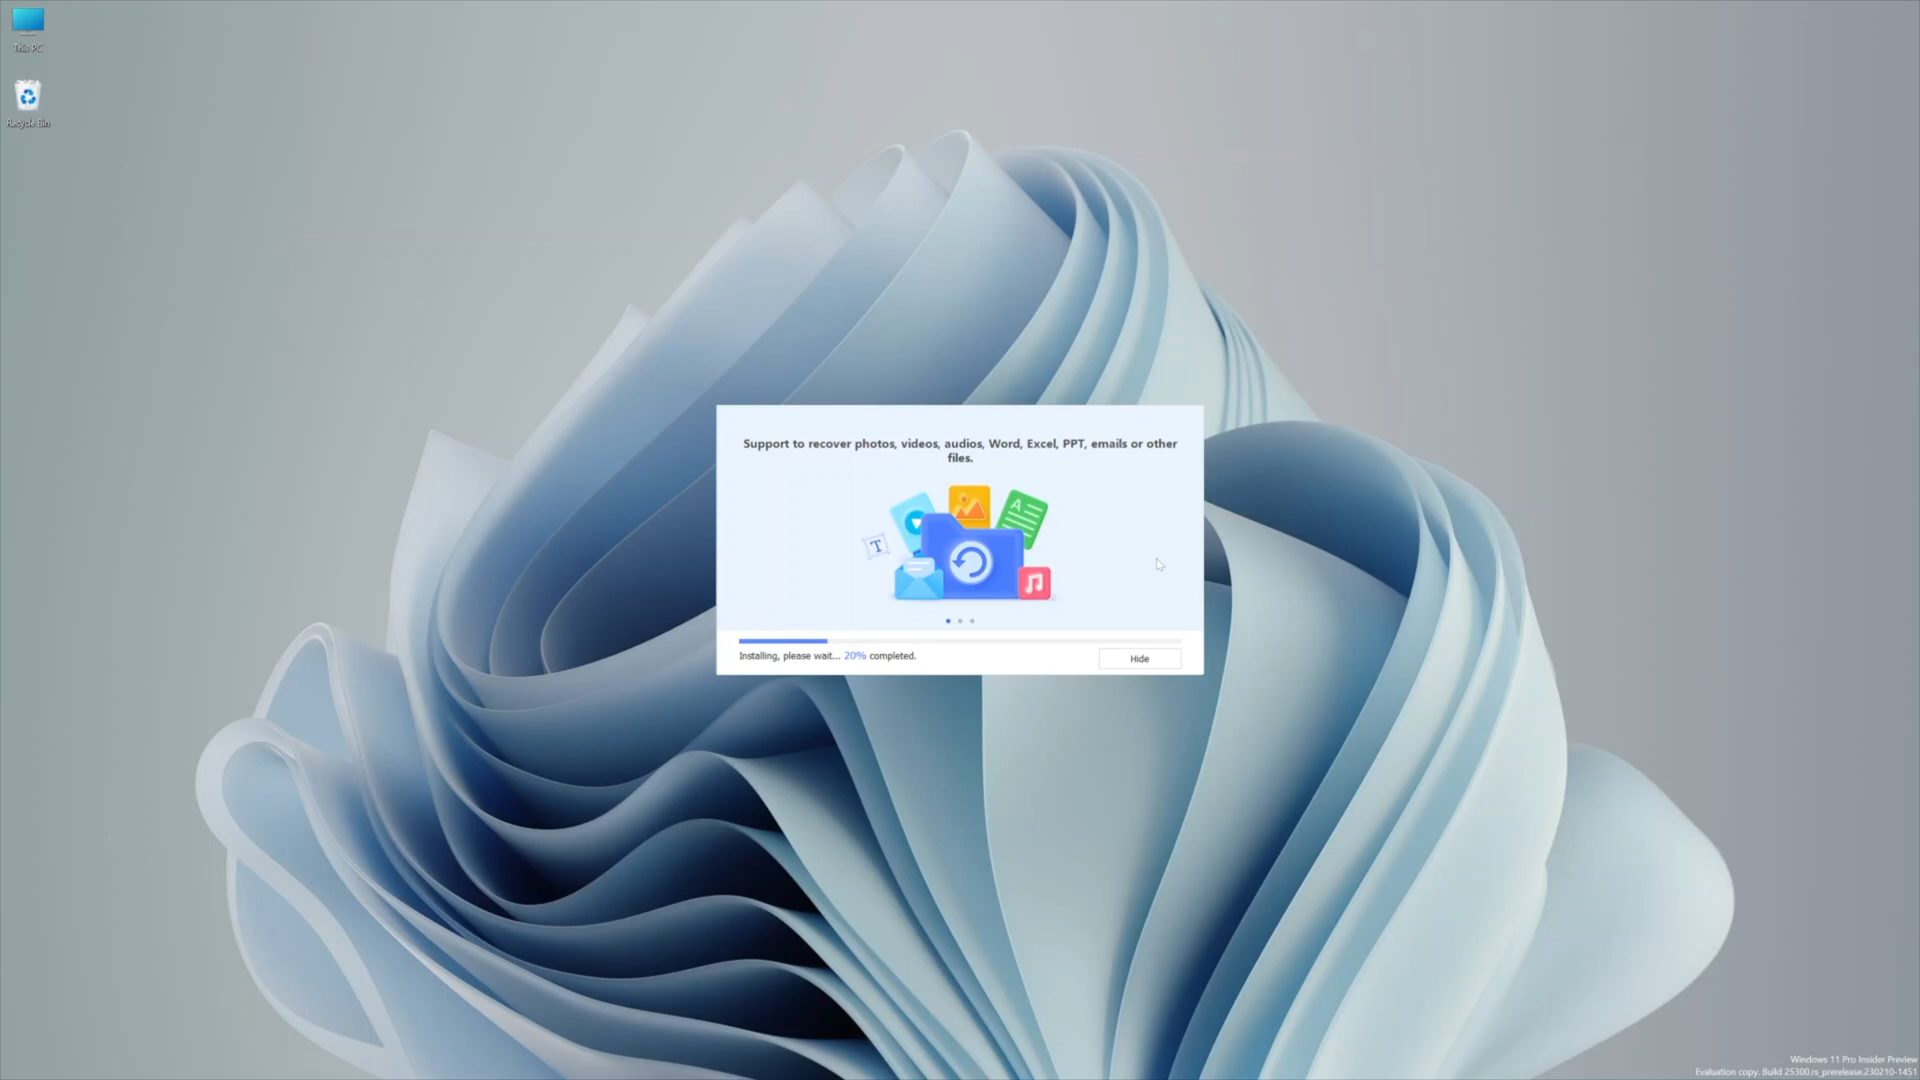 This PC
Recycle Bin
Support to recover photos, videos, audios, Word, Excel, PPT, emails or other
files.
T
A
Installing, please wait... 20% completed.
Hide
Windows 11 Pro Insider Preview
Evaluation copy. Build 25300.rs_prerelease.230210-1451